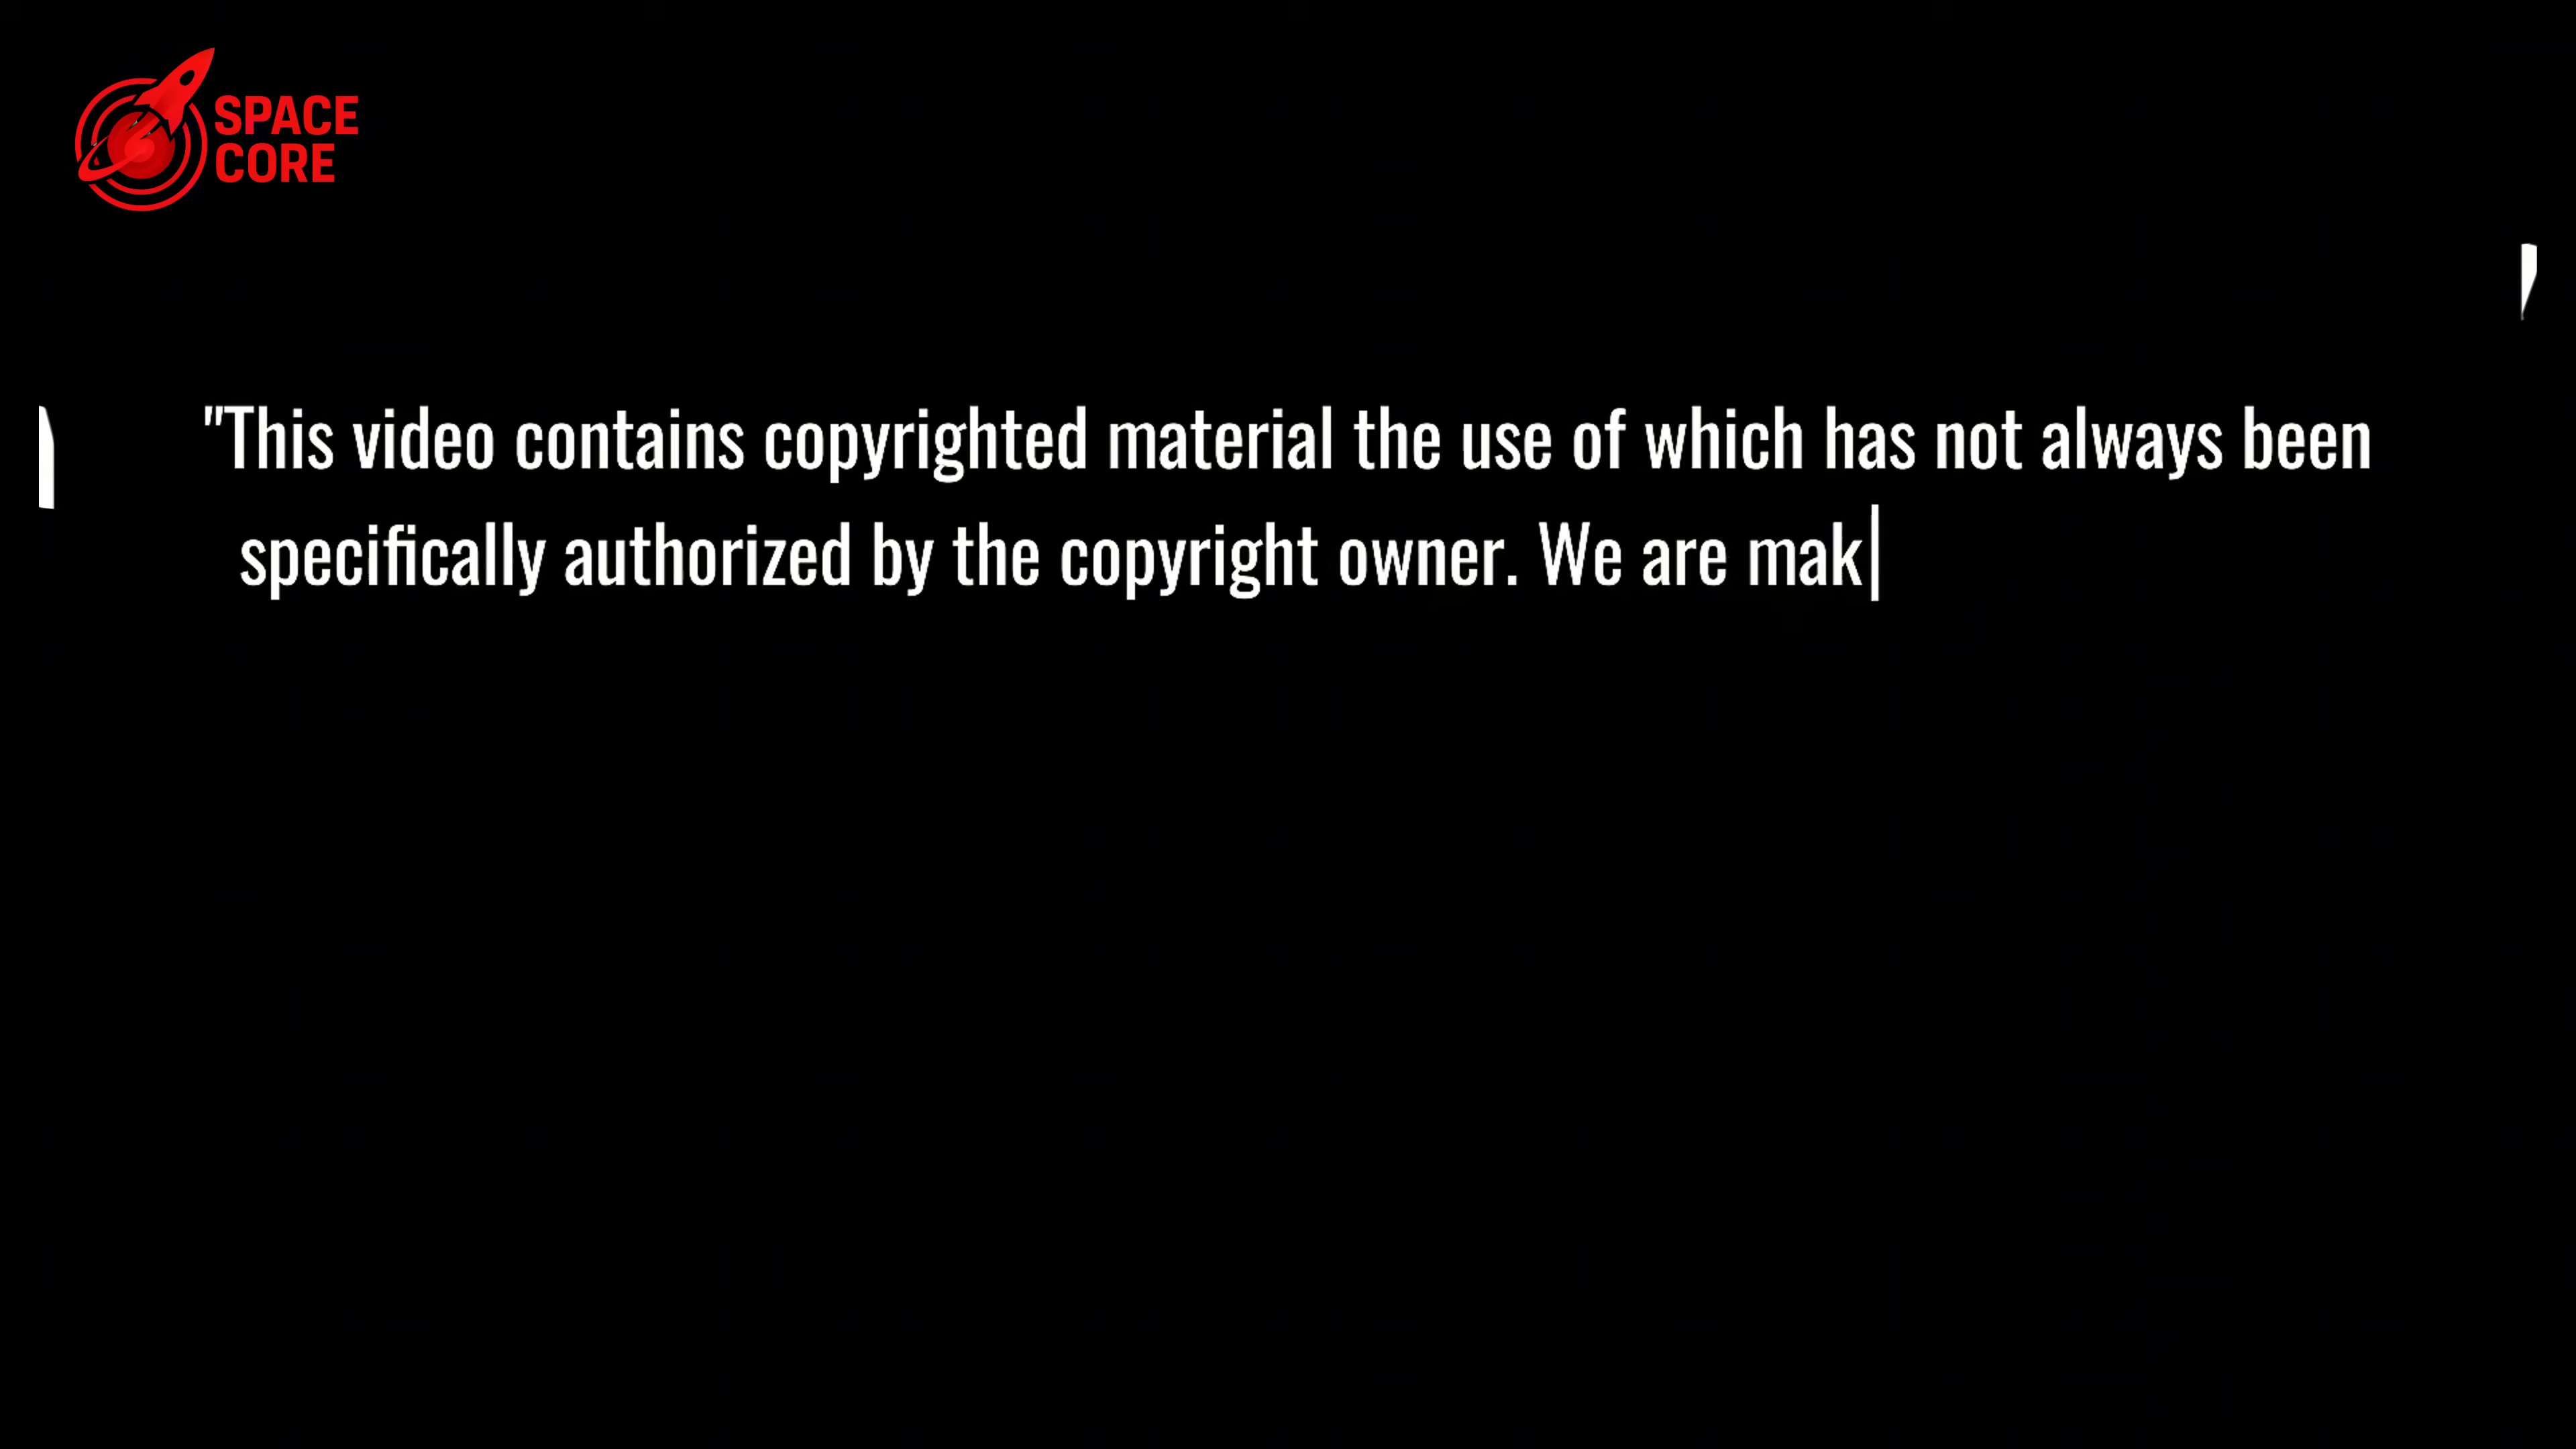 SPACE
CORE
"This video contains copyrighted material the use of which has not always been
specifically authorized by the copyright owner. We are mak